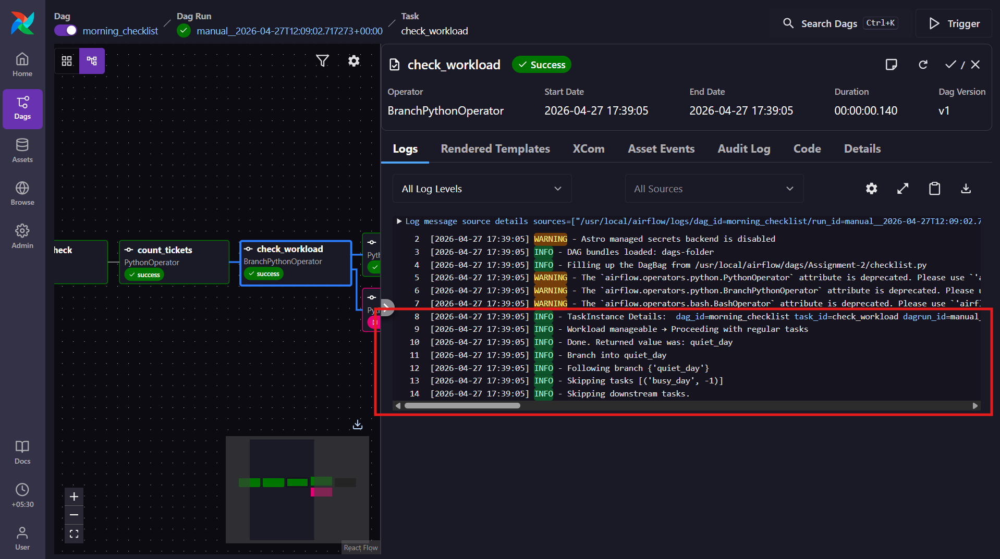 Dag
morning_checklist
Dag Run
manual__2026-04-27T12:09:02.717273+00:00
Task
check_workload
Search Dags
Ctrl+K
Trigger
Home
Dags
Assets
Browse
Admin
Docs
+05:30
User
heck
count_tickets
PythonOperator
success
check_workload
BranchPythonOperator
success
Pyth
Pyth
React Flow
check_workload
Success
Operator
Start Date
End Date
Duration
Dag Version
BranchPythonOperator
2026-04-27 17:39:05
2026-04-27 17:39:05
00:00:00.140
v1
Logs
Rendered Templates
XCom
Asset Events
Audit Log
Code
Details
All Log Levels
All Sources
Log message source details sources=["/usr/local/airflow/logs/dag_id=morning_checklist/run_id=manual__2026-04-27T12:09:02.7
2 [2026-04-27 17:39:05] WARNING - Astro managed secrets backend is disabled
3 [2026-04-27 17:39:05] INFO - DAG bundles loaded: dags-folder
4 [2026-04-27 17:39:05] INFO - Filling up the DagBag from /usr/local/airflow/dags/Assignment-2/checklist.py
5 [2026-04-27 17:39:05] WARNING - The `airflow.operators.python.PythonOperator` attribute is deprecated. Please use `'a
6 [2026-04-27 17:39:05] WARNING - The `airflow.operators.python.BranchPythonOperator` attribute is deprecated. Please u
7 [2026-04-27 17:39:05] WARNING - The `airflow.operators.bash.BashOperator` attribute is deprecated. Please use `'airfl
8 [2026-04-27 17:39:05] INFO - TaskInstance Details: dag_id=morning_checklist task_id=check_workload dagrun_id=manual_
9 [2026-04-27 17:39:05] INFO - Workload manageable → Proceeding with regular tasks
10 [2026-04-27 17:39:05] INFO - Done. Returned value was: quiet_day
11 [2026-04-27 17:39:05] INFO - Branch into quiet_day
12 [2026-04-27 17:39:05] INFO - Following branch {'quiet_day'}
13 [2026-04-27 17:39:05] INFO - Skipping tasks [('busy_day', -1)]
14 [2026-04-27 17:39:05] INFO - Skipping downstream tasks.